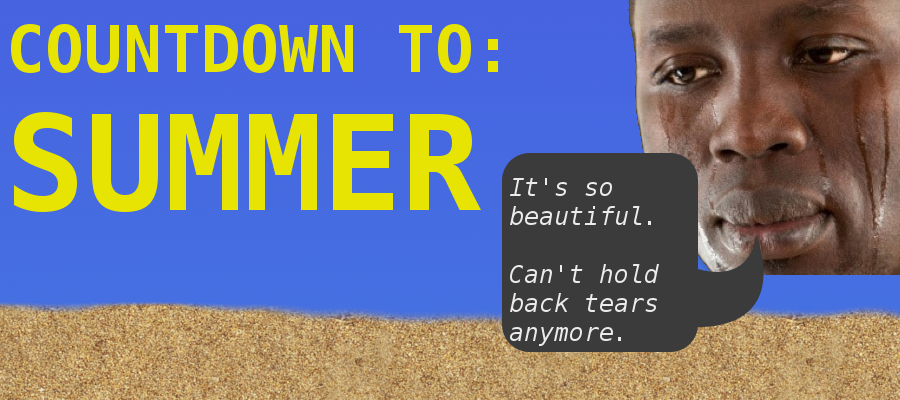 COUNTDOWN TO:
SUMMER
It's so
beautiful.
Can't hold
back tears
anymore.